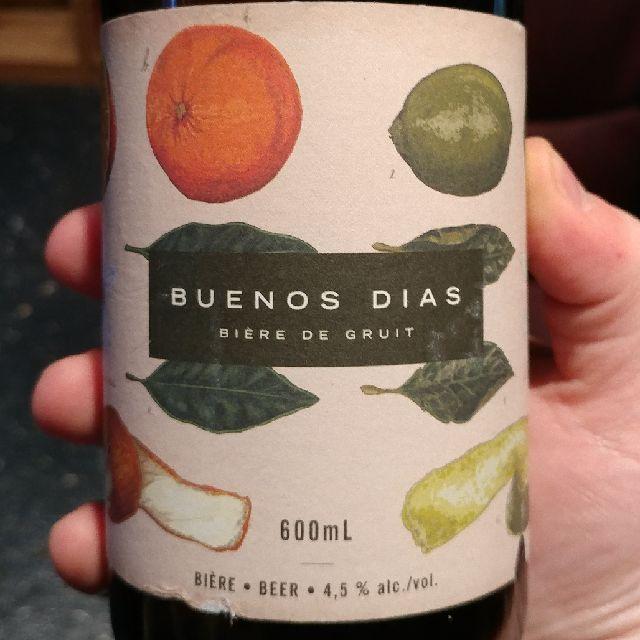 BUENOS DIAS
BIÈRE DE GRUIT
600mL
BIÈRE • BEER • 4,5 % alc./vol.